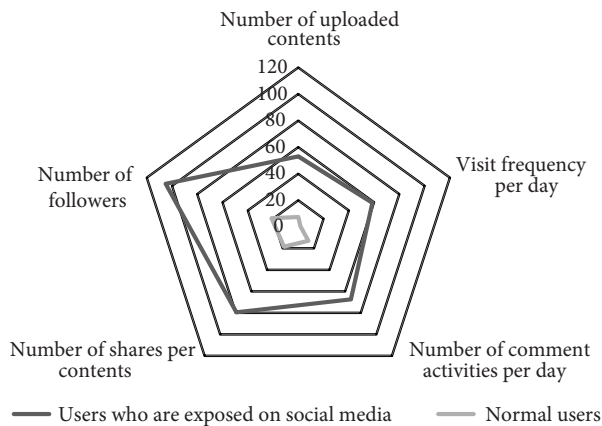 Number of uploaded
contents
120
100
80
60
40
20
0
Visit frequency
per day
Number of
followers
Number of shares per
contents
Number of comment
activities per day
Users who are exposed on social media
Normal users